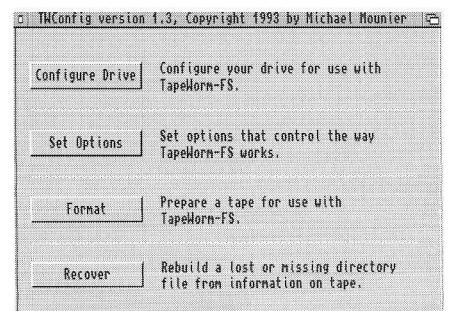 TWConfig version 1.3, Copyright 1993 by Michael Mounier
Configure Drive
Configure your drive for use with
TapeWorm-FS.
Set Options
Set options that control the way
TapeWorm-FS works.
Format
Prepare a tape for use with
TapeWorm-FS.
Recover
Rebuild a lost or missing directory
file from information on tape.